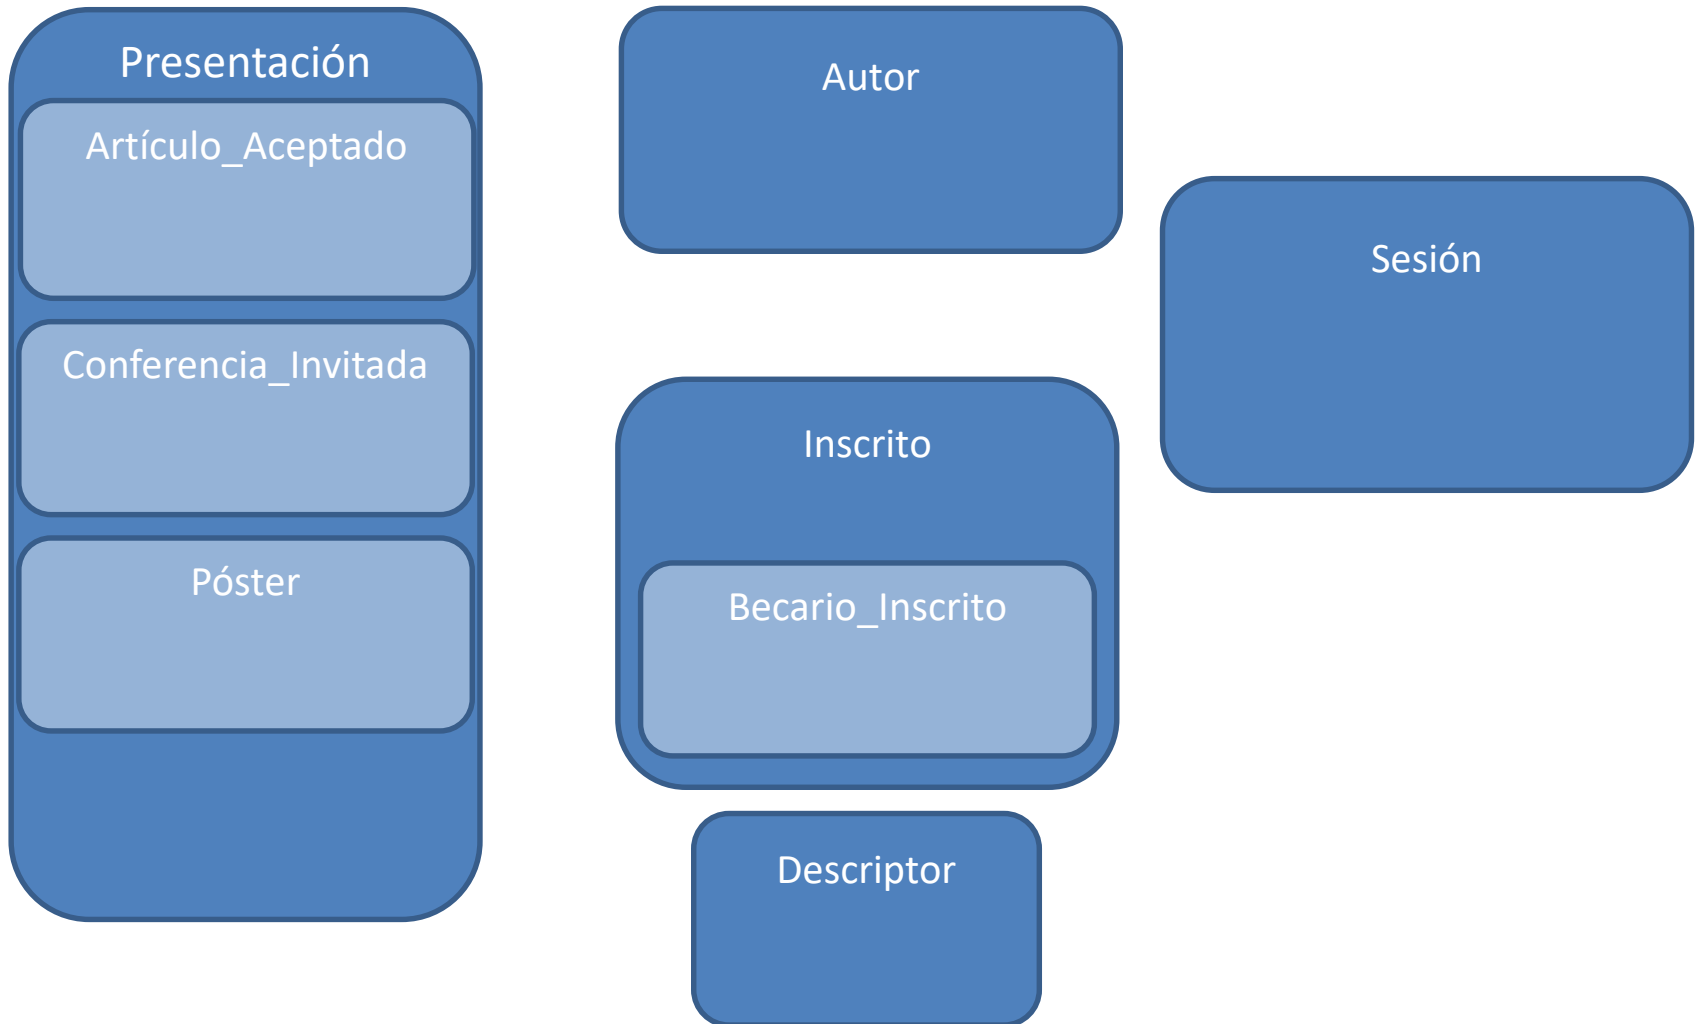 Presentación
Artículo_Aceptado
Conferencia_Invitada
Póster
Autor
Inscrito
Becario_Inscrito
Descriptor
Sesión